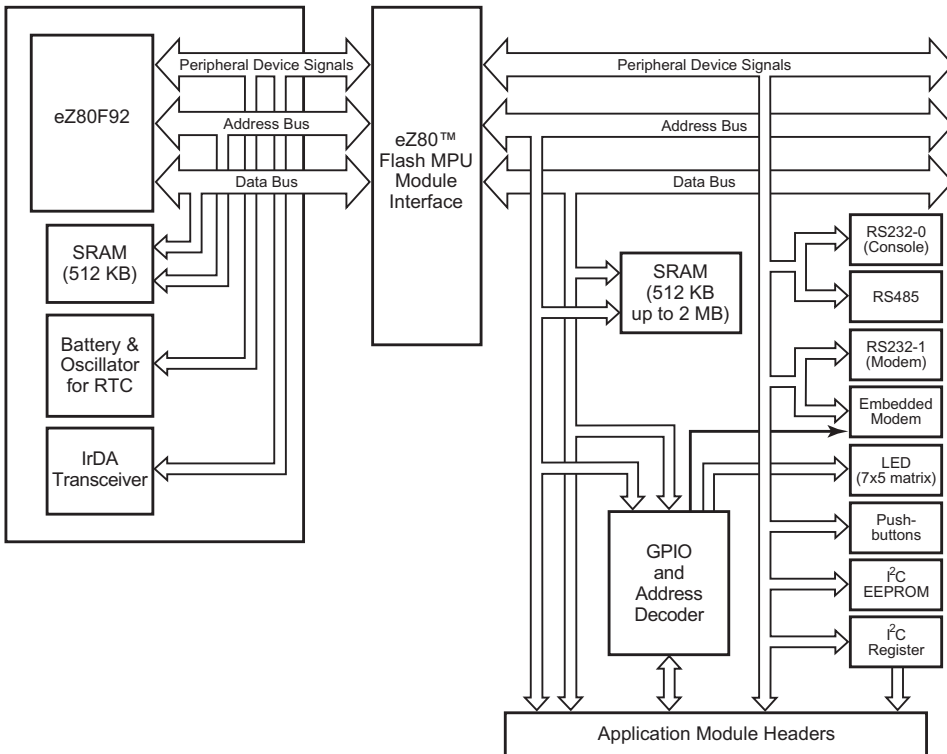 Peripheral Device Signals
eZ80F92
Address Bus
Data Bus
SRAM
(512 KB)
Battery &
Oscillator
for RTC
IrDA
Transceiver
eZ80™
Flash MPU
Module
Interface
Peripheral Device Signals
Address Bus
Data Bus
SRAM
(512 KB
up to 2 MB)
RS232-0
(Console)
RS485
RS232-1
(Modem)
Embedded
Modem
LED
(7x5 matrix)
Push-
buttons
I²C
EEPROM
I²C
Register
GPIO
and
Address
Decoder
Application Module Headers